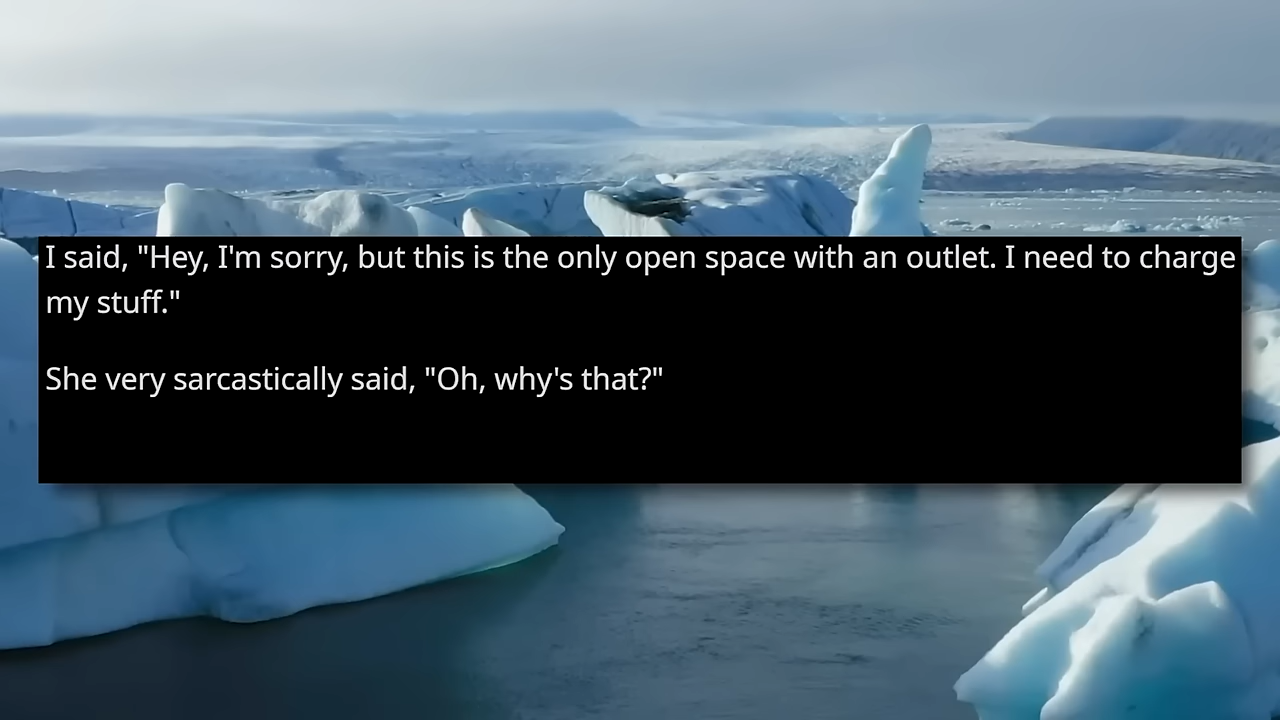 I said, "Hey, I'm sorry, but this is the only open space with an outlet. I need to charge
my stuff."
She very sarcastically said, "Oh, why's that?"